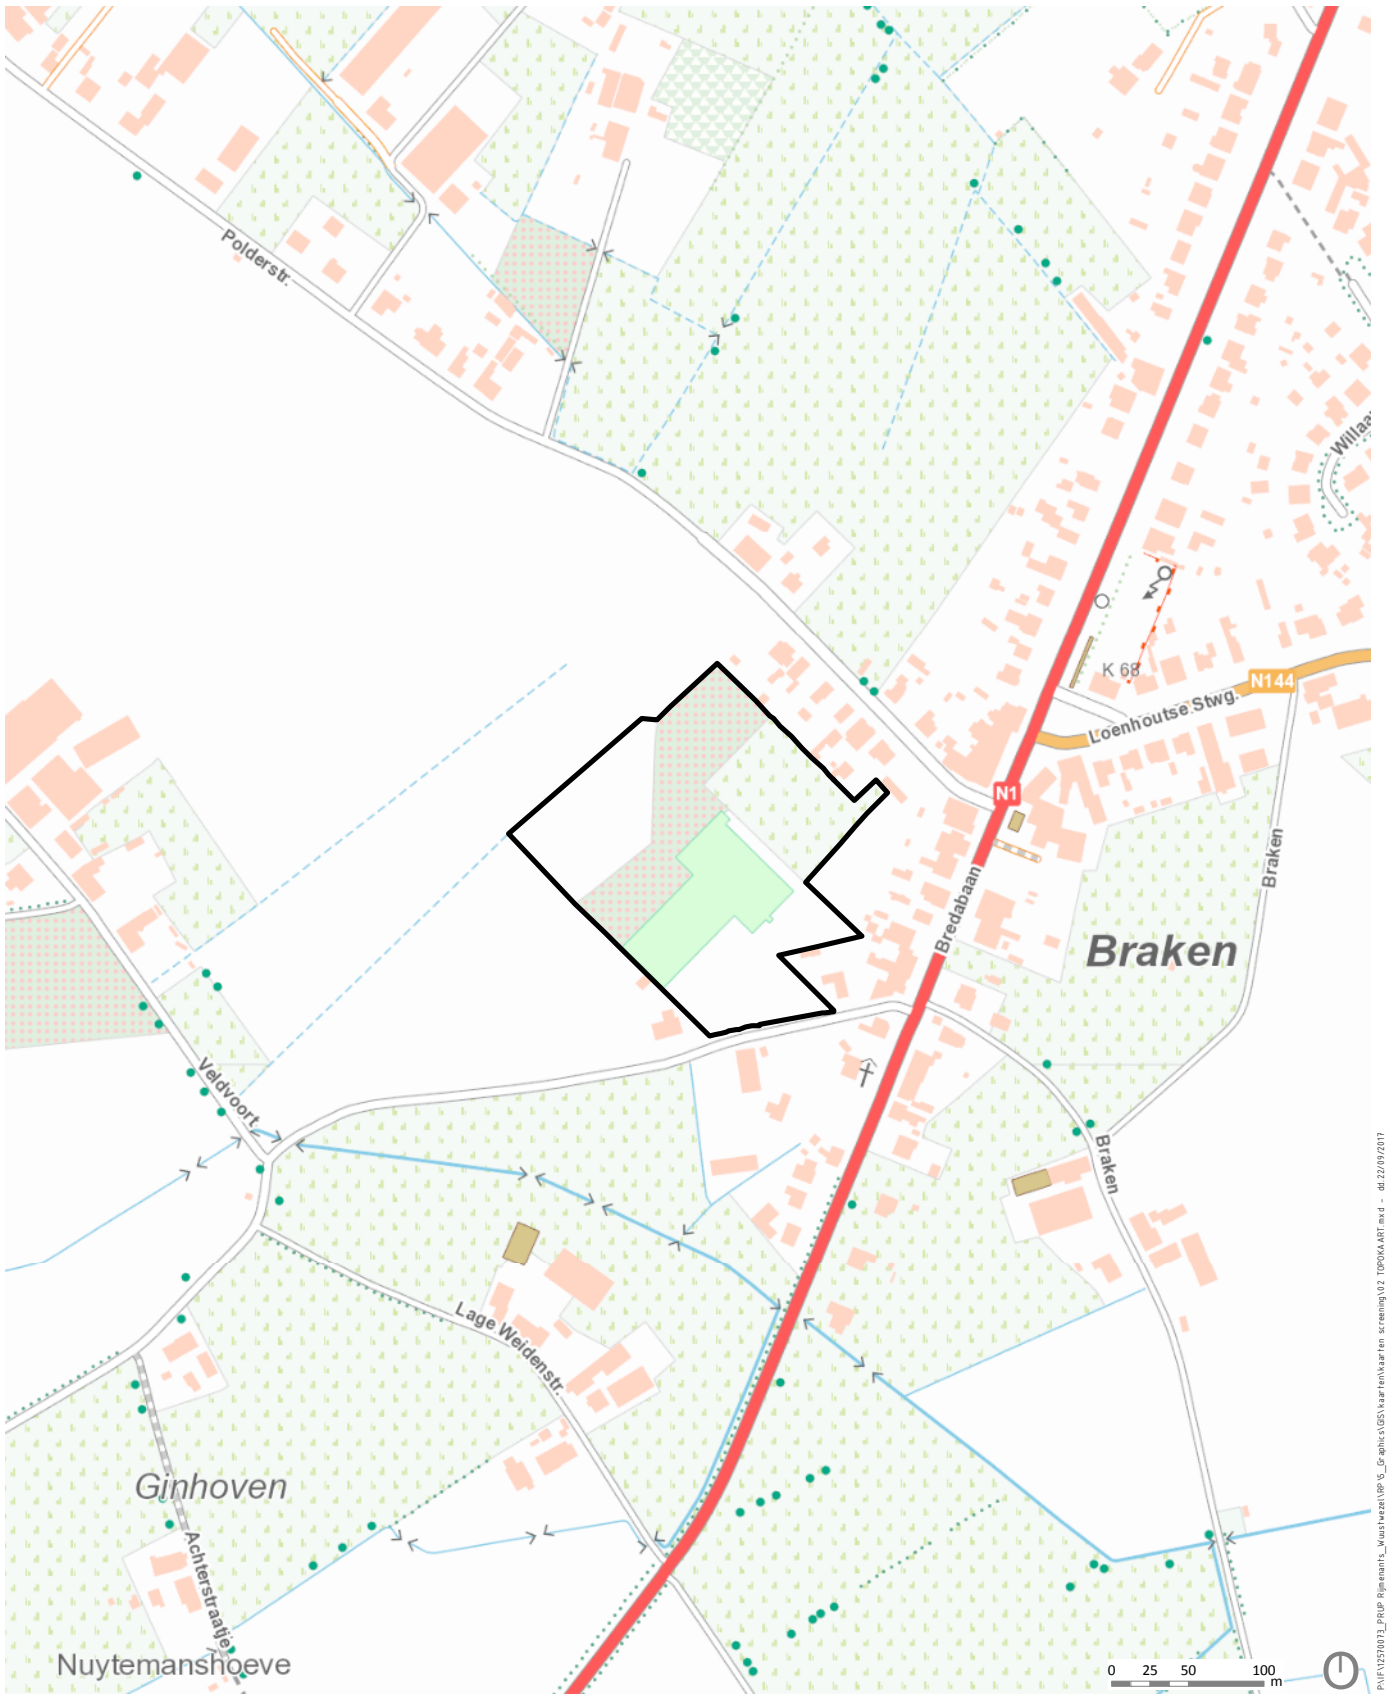 Polderstr.
Willaa
K 68
N144
Loenhoutse Stwg.
N1
Braken
Bredabaan
Braken
Veldvoort
Braken
Lage Weidenstr.
Ginhoven
Achterstraatje
Nuytemanshoeve
0 25 50 100
m
P:\IF\12570073_PRUP Rijmenants_Wuustwezel\RP\5_Graphics\GIS\kaarten\kaarten screening\02 TOPOKAART.mxd - dd 22/09/2017